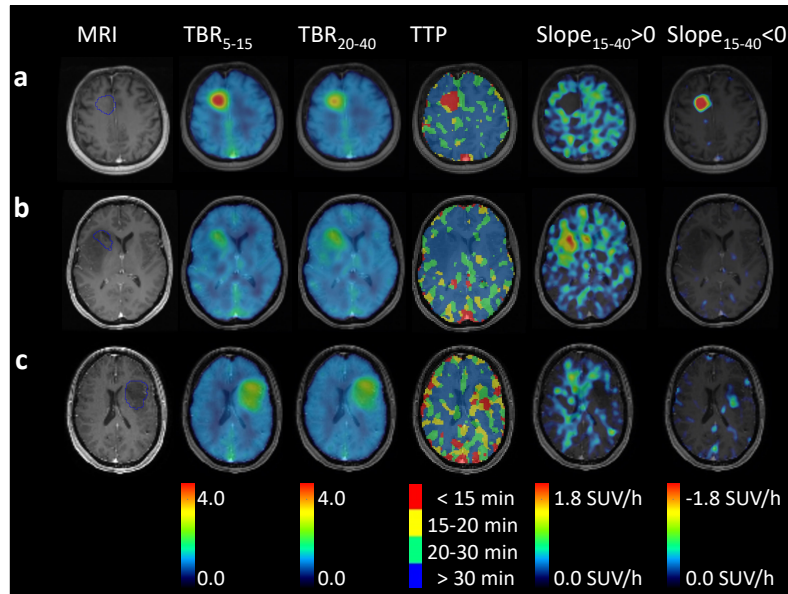 MRI TBR5-15 TBR20-40 TTP Slope15-40>0 Slope15-40<0
a
b
c
4.0 4.0 < 15 min 1.8 SUV/h -1.8 SUV/h
15-20 min
20-30 min
0.0 0.0 > 30 min 0.0 SUV/h 0.0 SUV/h